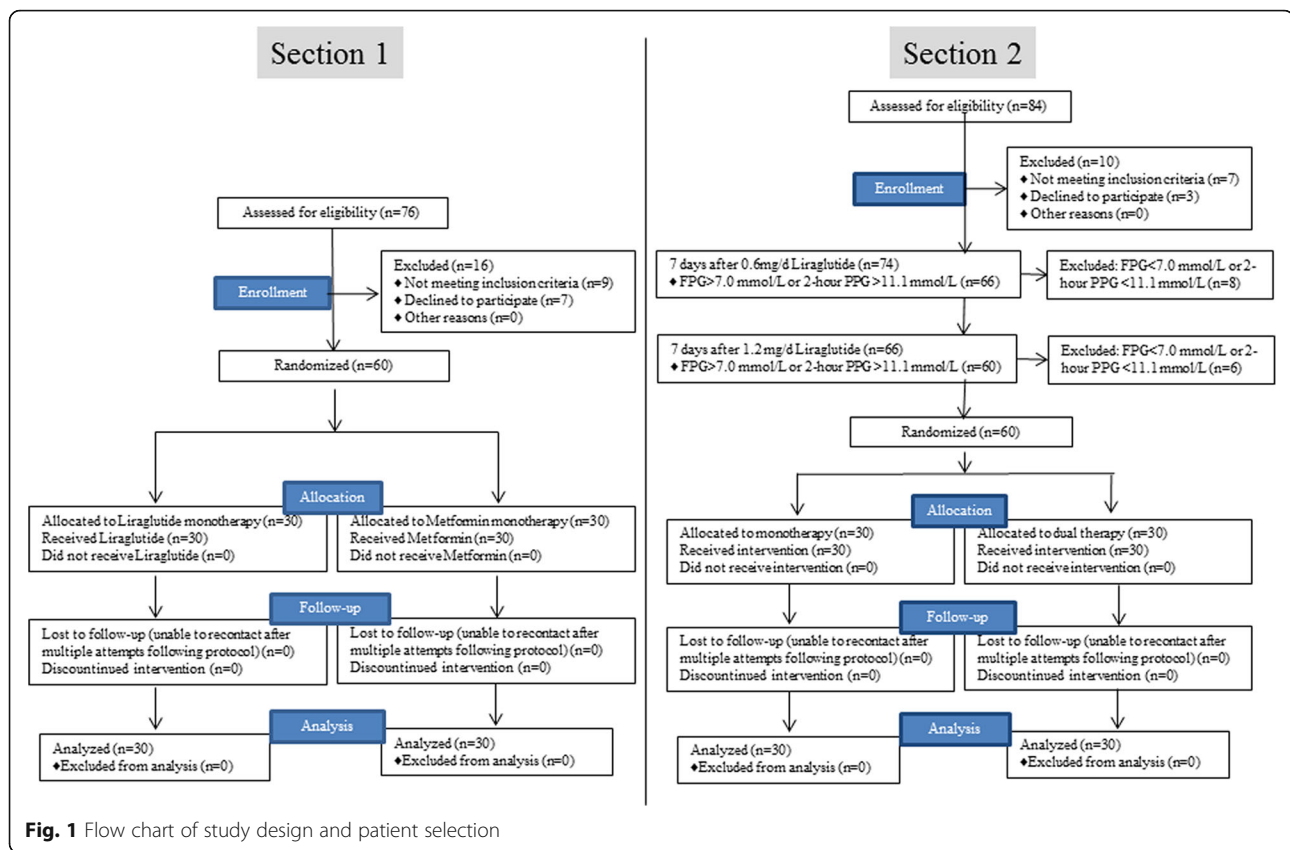 Section 1
Assessed for eligibility (n=76)
Enrollment
Excluded (n=16)
♦Not meeting inclusion criteria (n=9)
♦Declined to participate (n=7)
♦Other reasons (n=0)
Randomized (n=60)
Allocation
Allocated to Liraglutide monotherapy (n=30)
Received Liraglutide (n=30)
Did not receive Liraglutide (n=0)
Allocated to Metformin monotherapy (n=30)
Received Metformin (n=30)
Did not receive Metformin (n=0)
Follow-up
Lost to follow-up (unable to recontact after
multiple attempts following protocol) (n=0)
Discontinued intervention (n=0)
Lost to follow-up (unable to recontact after
multiple attempts following protocol) (n=0)
Discontinued intervention (n=0)
Analysis
Analyzed (n=30)
♦Excluded from analysis (n=0)
Analyzed (n=30)
♦Excluded from analysis (n=0)
Section 2
Assessed for eligibility (n=84)
Enrollment
Excluded (n=10)
♦Not meeting inclusion criteria (n=7)
♦Declined to participate (n=3)
♦Other reasons (n=0)
7 days after 0.6mg/d Liraglutide (n=74)
♦FPG>7.0 mmol/L or 2-hour PPG >11.1 mmol/L (n=66)
Excluded: FPG<7.0 mmol/L or 2-
hour PPG <11.1 mmol/L (n=8)
7 days after 1.2 mg/d Liraglutide (n=66)
♦FPG>7.0 mmol/L or 2-hour PPG >11.1 mmol/L (n=60)
Excluded: FPG<7.0 mmol/L or 2-
hour PPG <11.1 mmol/L (n=6)
Randomized (n=60)
Allocation
Allocated to monotherapy (n=30)
Received intervention (n=30)
Did not receive intervention (n=0)
Allocated to dual therapy (n=30)
Received intervention (n=30)
Did not receive intervention (n=0)
Follow-up
Lost to follow-up (unable to recontact after
multiple attempts following protocol) (n=0)
Discontinued intervention (n=0)
Lost to follow-up (unable to recontact after
multiple attempts following protocol) (n=0)
Discontinued intervention (n=0)
Analysis
Analyzed (n=30)
♦Excluded from analysis (n=0)
Analyzed (n=30)
♦Excluded from analysis (n=0)
Fig. 1 Flow chart of study design and patient selection